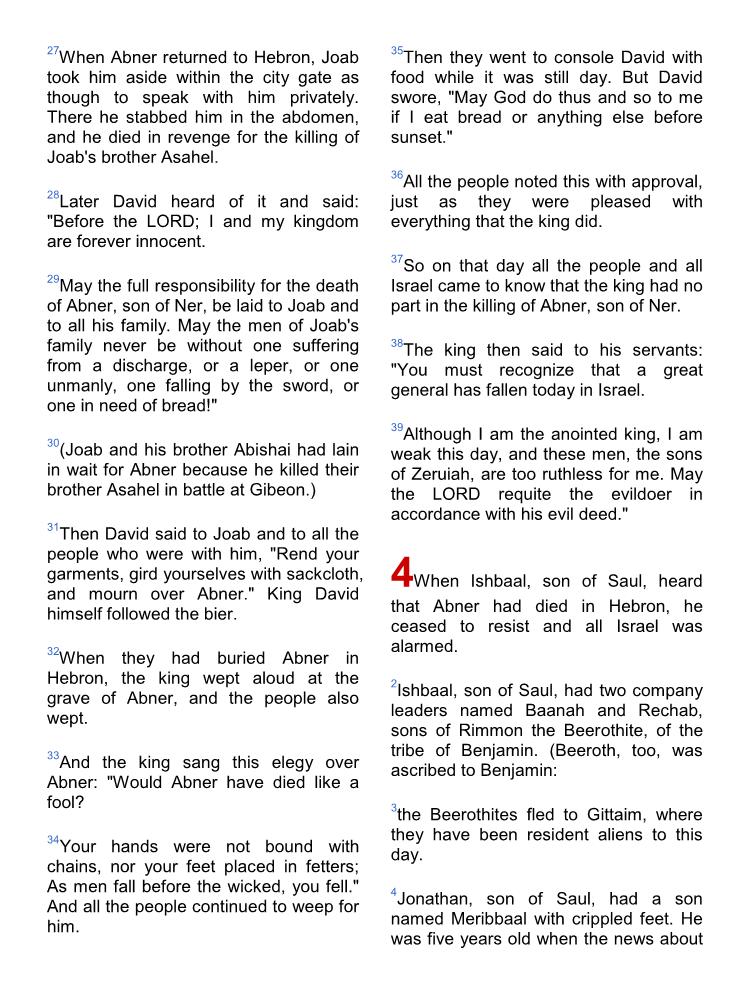 27When Abner returned to Hebron, Joab
took him aside within the city gate as
though to speak with him privately.
There he stabbed him in the abdomen,
and he died in revenge for the killing of
Joab's brother Asahel.
28Later David heard of it and said:
"Before the LORD; I and my kingdom
are forever innocent.
29May the full responsibility for the death
of Abner, son of Ner, be laid to Joab and
to all his family. May the men of Joab's
family never be without one suffering
from a discharge, or a leper, or one
unmanly, one falling by the sword, or
one in need of bread!"
30(Joab and his brother Abishai had lain
in wait for Abner because he killed their
brother Asahel in battle at Gibeon.)
31Then David said to Joab and to all the
people who were with him, "Rend your
garments, gird yourselves with sackcloth,
and mourn over Abner." King David
himself followed the bier.
32When they had buried Abner in
Hebron, the king wept aloud at the
grave of Abner, and the people also
wept.
33And the king sang this elegy over
Abner: "Would Abner have died like a
fool?
34Your hands were not bound with
chains, nor your feet placed in fetters;
As men fall before the wicked, you fell."
And all the people continued to weep for
him.
35Then they went to console David with
food while it was still day. But David
swore, "May God do thus and so to me
if I eat bread or anything else before
sunset."
36All the people noted this with approval,
just as they were pleased with
everything that the king did.
37So on that day all the people and all
Israel came to know that the king had no
part in the killing of Abner, son of Ner.
38The king then said to his servants:
"You must recognize that a great
general has fallen today in Israel.
39Although I am the anointed king, I am
weak this day, and these men, the sons
of Zeruiah, are too ruthless for me. May
the LORD requite the evildoer in
accordance with his evil deed."
4When Ishbaal, son of Saul, heard
that Abner had died in Hebron, he
ceased to resist and all Israel was
alarmed.
2Ishbaal, son of Saul, had two company
leaders named Baanah and Rechab,
sons of Rimmon the Beerothite, of the
tribe of Benjamin. (Beeroth, too, was
ascribed to Benjamin:
3the Beerothites fled to Gittaim, where
they have been resident aliens to this
day.
4Jonathan, son of Saul, had a son
named Meribbaal with crippled feet. He
was five years old when the news about